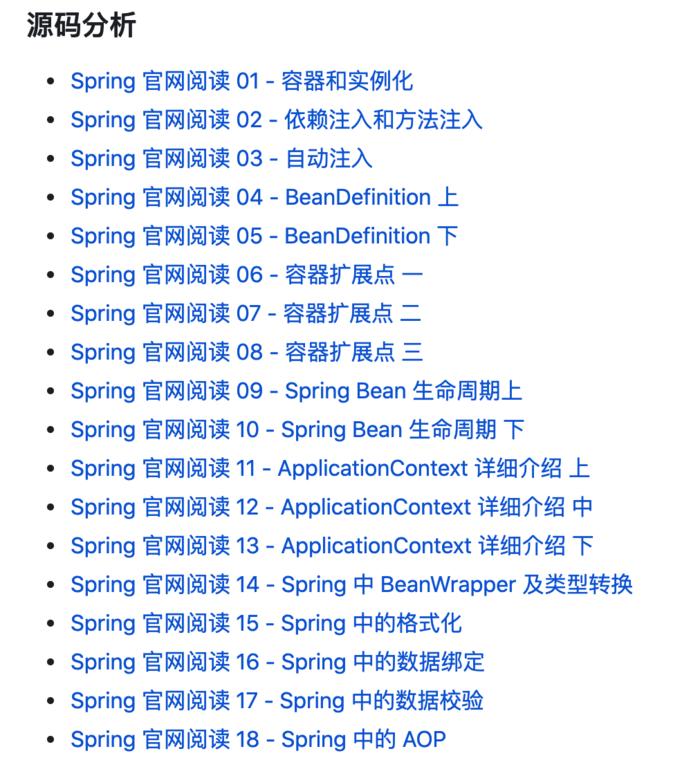 源码分析
Spring 官网阅读 01 - 容器和实例化
Spring 官网阅读 02 - 依赖注入和方法注入
Spring 官网阅读 03 - 自动注入
Spring 官网阅读 04 - BeanDefinition 上
Spring 官网阅读 05 - BeanDefinition 下
Spring 官网阅读 06 - 容器扩展点 一
Spring 官网阅读 07 - 容器扩展点 二
Spring 官网阅读 08 - 容器扩展点 三
Spring 官网阅读 09 - Spring Bean 生命周期上
Spring 官网阅读 10 - Spring Bean 生命周期 下
Spring 官网阅读 11 - ApplicationContext 详细介绍 上
Spring 官网阅读 12 - ApplicationContext 详细介绍 中
Spring 官网阅读 13 - ApplicationContext 详细介绍 下
Spring 官网阅读 14 - Spring 中 BeanWrapper 及类型转换
Spring 官网阅读 15 - Spring 中的格式化
Spring 官网阅读 16 - Spring 中的数据绑定
Spring 官网阅读 17 - Spring 中的数据校验
Spring 官网阅读 18 - Spring 中的 AOP